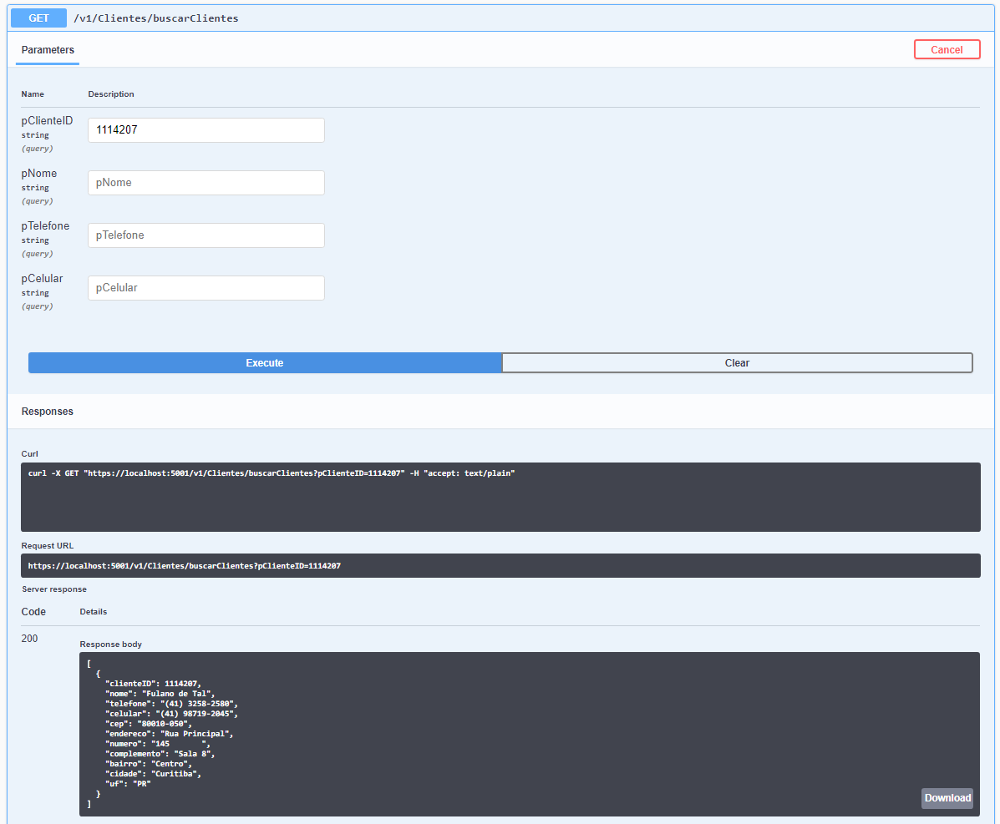 GET /v1/Clientes/buscarClientes
Parameters
Cancel
Name Description
pClienteID 1114207
string
(query)
pNome pNome
string
(query)
pTelefone pTelefone
string
(query)
pCelular pCelular
string
(query)
Execute Clear
Responses
Curl
curl -X GET "https://localhost:5001/v1/Clientes/buscarClientes?pClienteID=1114207" -H "accept: text/plain"
Request URL
https://localhost:5001/v1/Clientes/buscarClientes?pClienteID=1114207
Server response
Code Details
200
Response body
[
  {
    "clienteID": 1114207,
    "nome": "Fulano de Tal",
    "telefone": "(41) 3258-2580",
    "celular": "(41) 98719-2045",
    "cep": "80010-050",
    "endereco": "Rua Principal",
    "numero": "145       ",
    "complemento": "Sala 8",
    "bairro": "Centro",
    "cidade": "Curitiba",
    "uf": "PR"
  }
]
Download